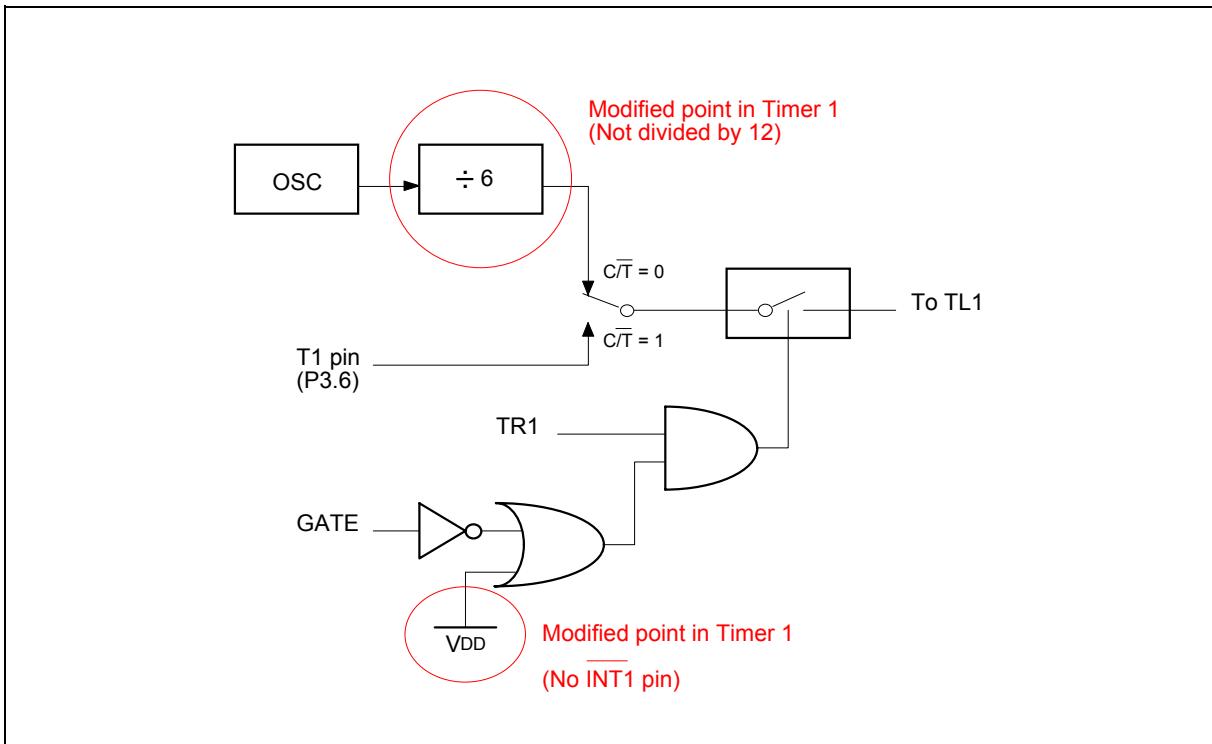 Modified point in Timer 1
(Not divided by 12)
OSC
÷ 6
C/T̅ = 0
To TL1
C/T̅ = 1
T1 pin
(P3.6)
TR1
GATE
VDD
Modified point in Timer 1
(No I̅N̅T̅1̅ pin)